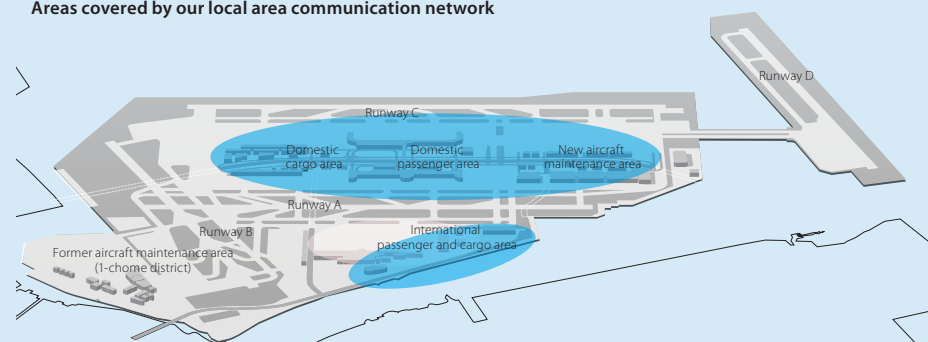 Areas covered by our local area communication network
Runway D
Runway C
Domestic
cargo area
Domestic
passenger area
New aircraft
maintenance area
Runway A
Runway B
International
passenger and cargo area
Former aircraft maintenance area
(1-chome district)